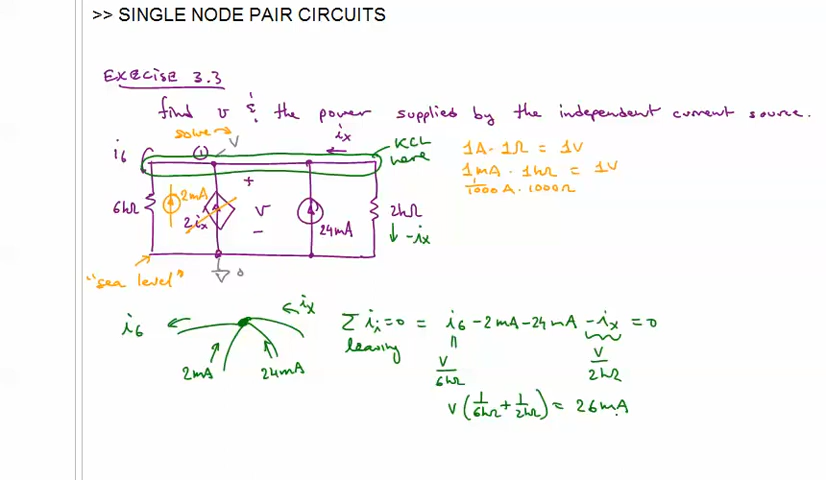 >> SINGLE NODE PAIR CIRCUITS
Execise 3.3
find v & the power supplied by the independent current source.
solve → V
i6 1 ix KCL here
1A · 1Ω = 1V
1mA · 1kΩ = 1V
1/1000 A · 1000Ω
6kΩ 2mA 2ix + v − 24mA 2kΩ
↓ -ix
"sea level" 0
i6 ← ← ix
2mA 24mA
Σ ii = 0 = i6 - 2mA - 24mA - ix = 0
leaving
v/6kΩ v/2kΩ
v(1/6kΩ + 1/2kΩ) = 26mA